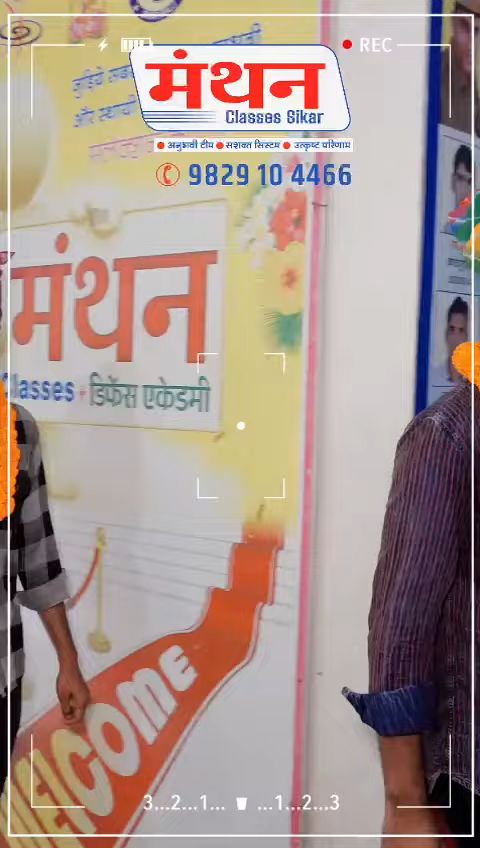 REC
मंथन
Classes Sikar
अनुभवी टीम सशक्त सिस्टम उत्कृष्ट परिणाम
9829 10 4466
और स्थायी
मंथन
Classes डिफेंस एकेडमी
WELCOME
3...2...1... ...1...2...3